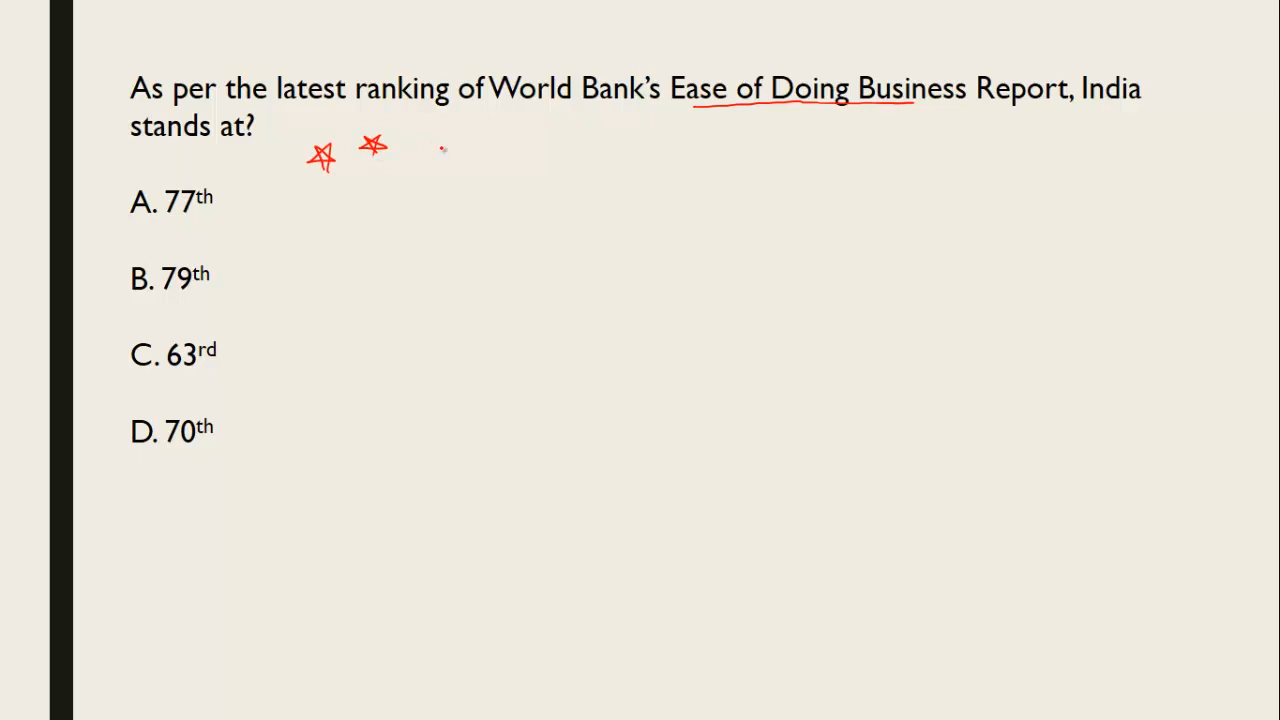 As per the latest ranking of World Bank's Ease of Doing Business Report, India
stands at?
A. 77th
B. 79th
C. 63rd
D. 70th